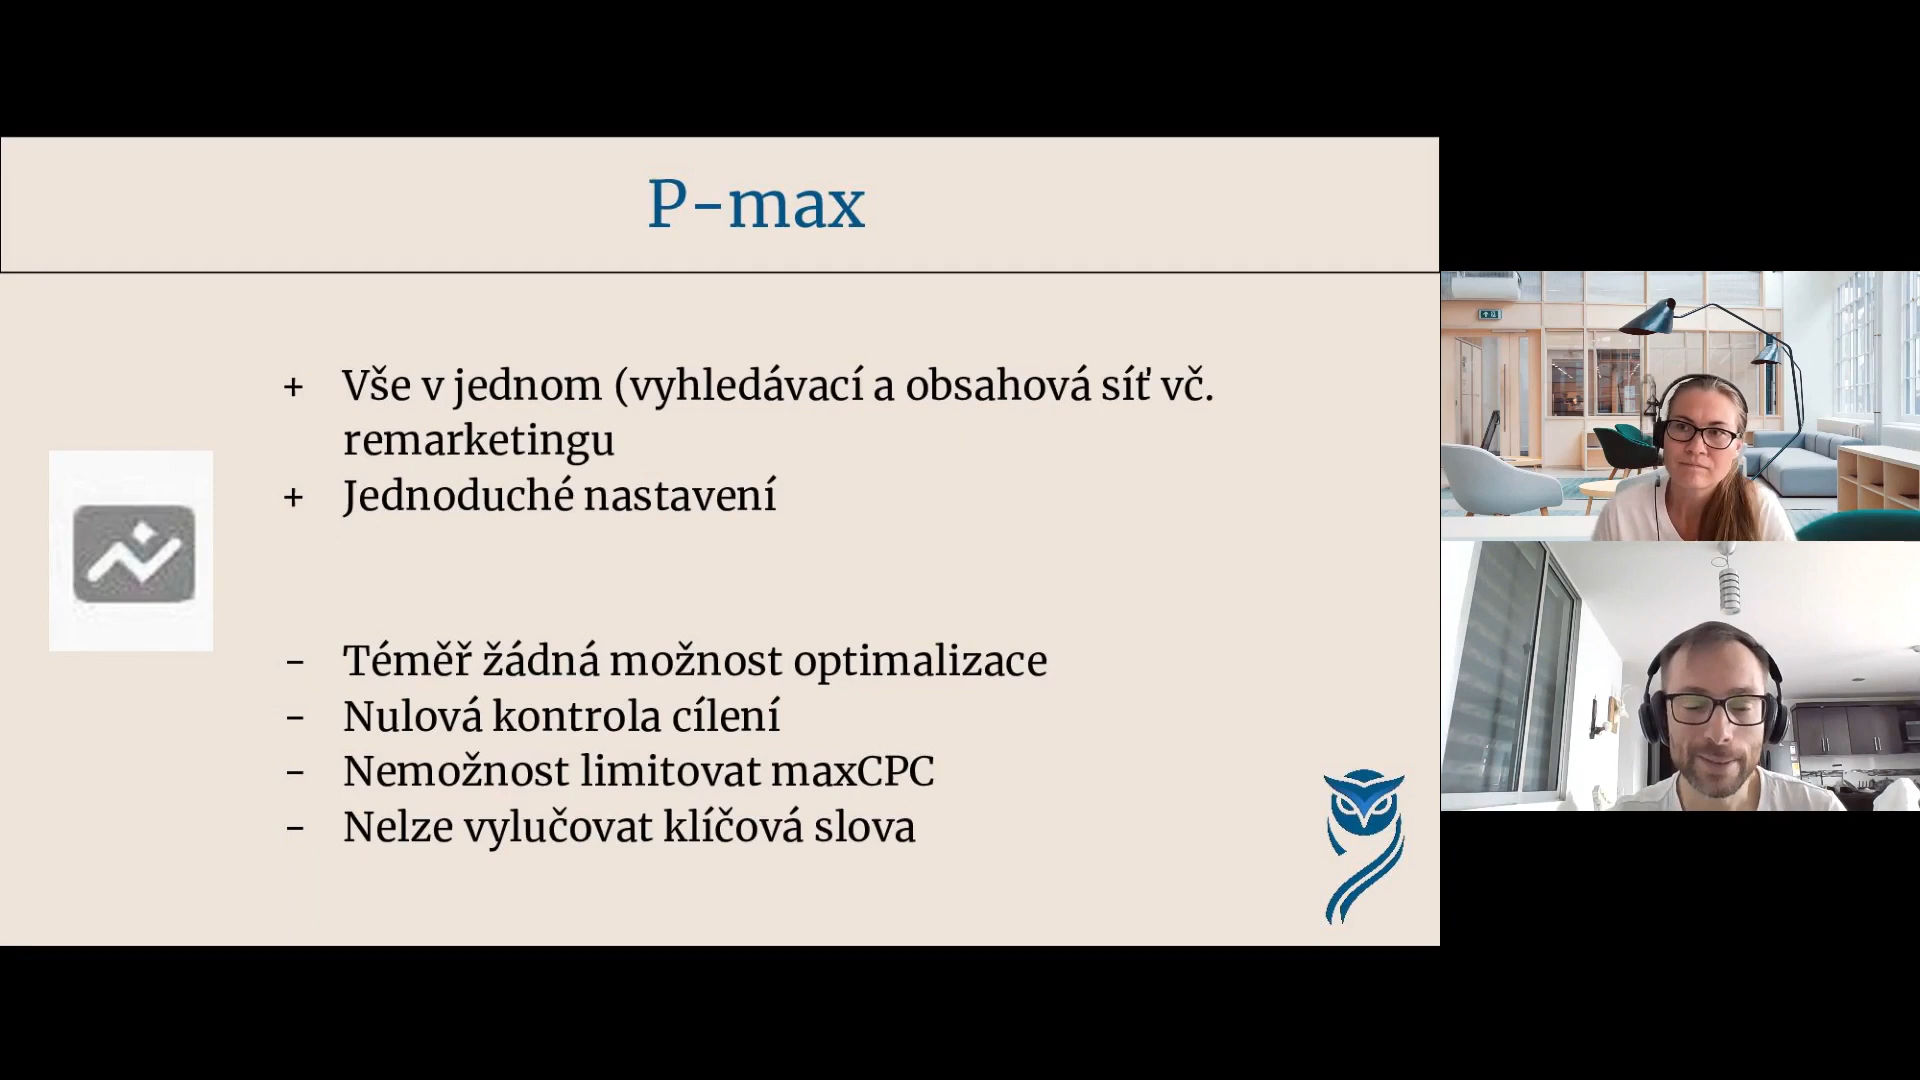 P-max
+ Vše v jednom (vyhledávací a obsahová síť vč.
remarketingu
+ Jednoduché nastavení
- Téměř žádná možnost optimalizace
- Nulová kontrola cílení
- Nemožnost limitovat maxCPC
- Nelze vylučovat klíčová slova